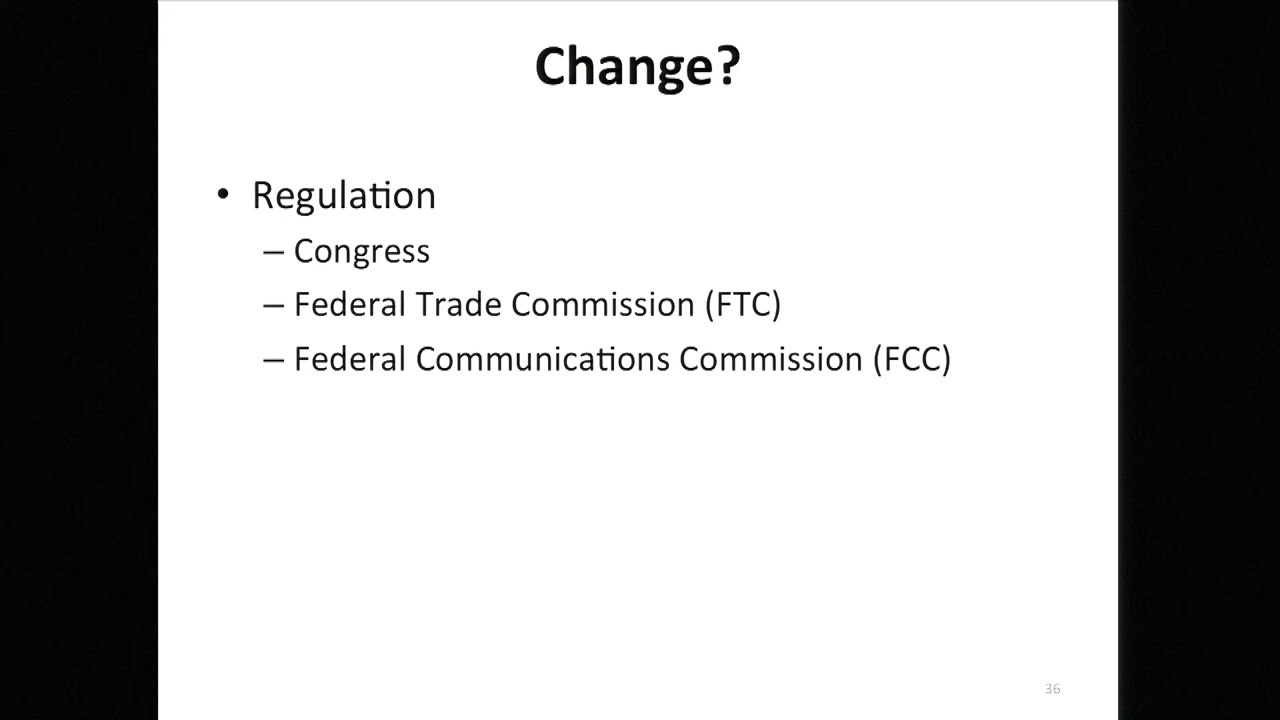 Change?
• Regulation
– Congress
– Federal Trade Commission (FTC)
– Federal Communications Commission (FCC)
36